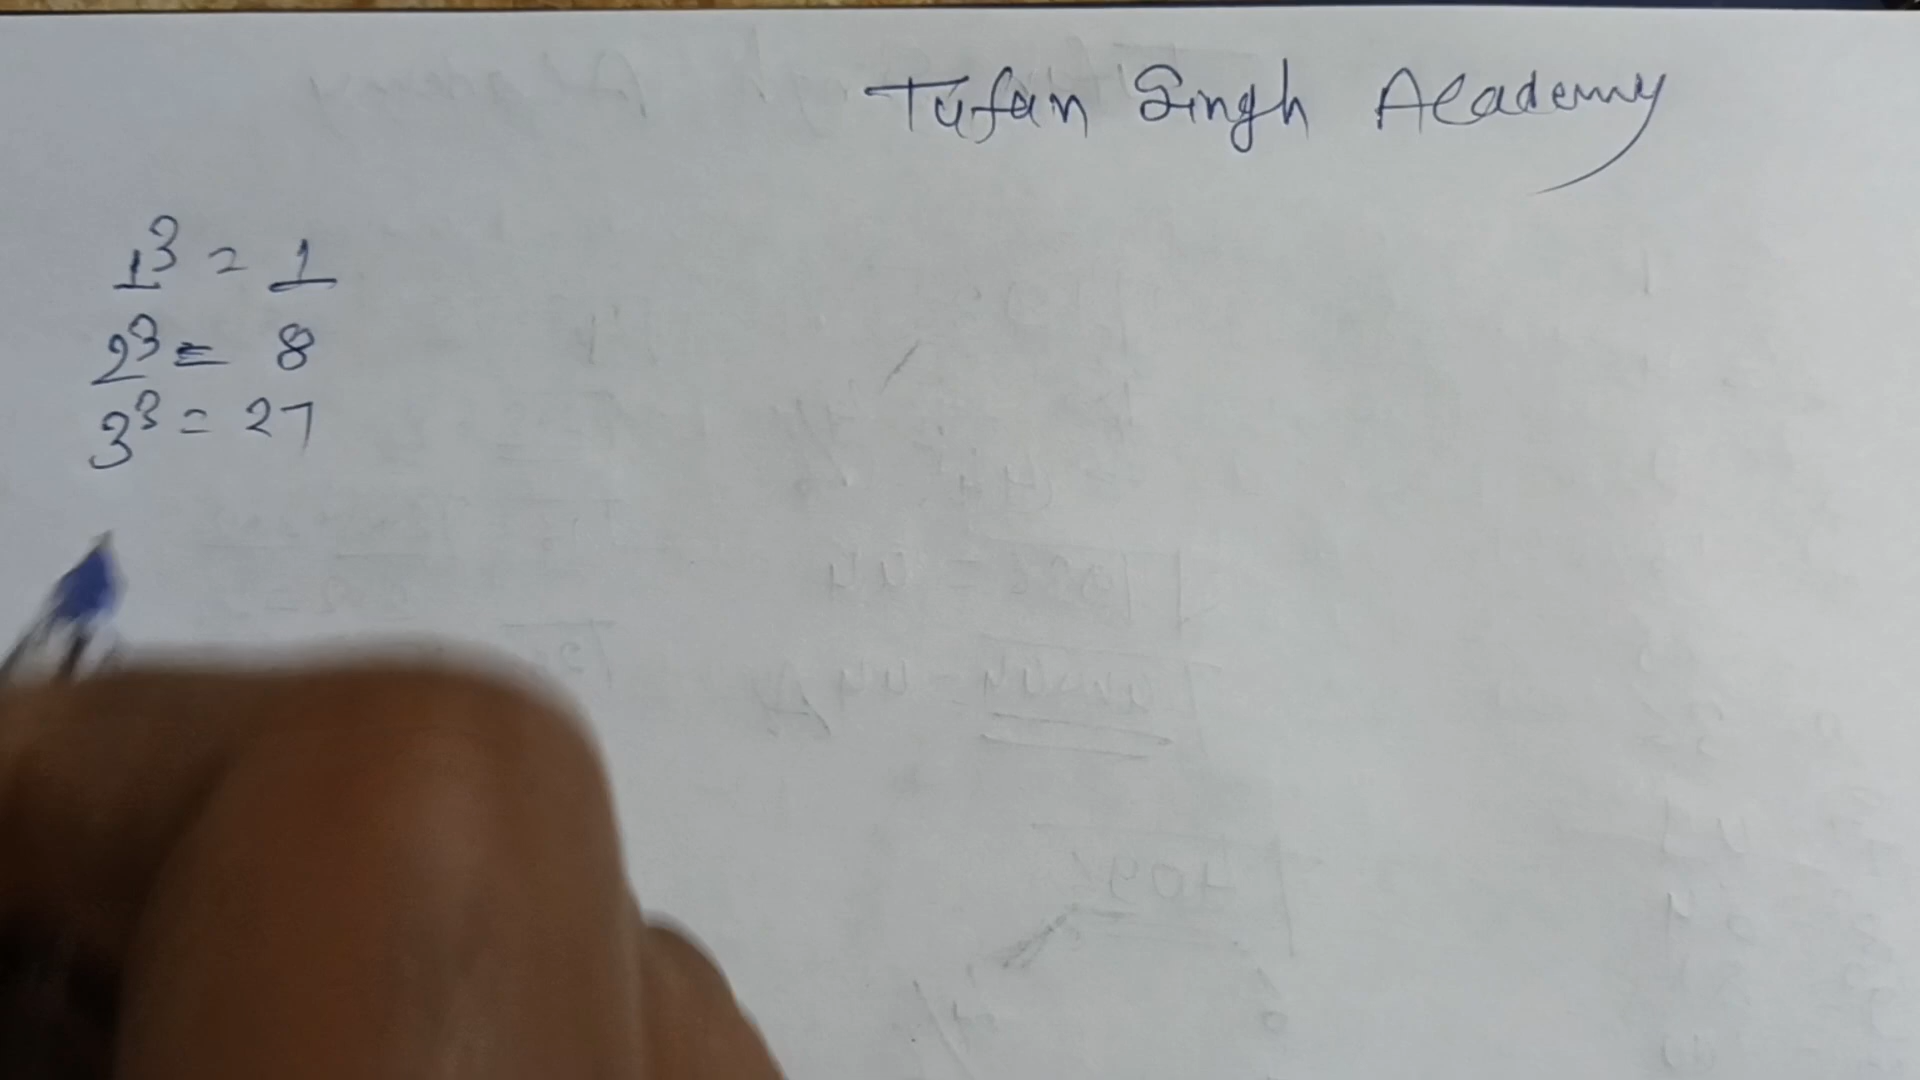 Tufan Singh Academy
1³ = 1
2³ = 8
3³ = 27